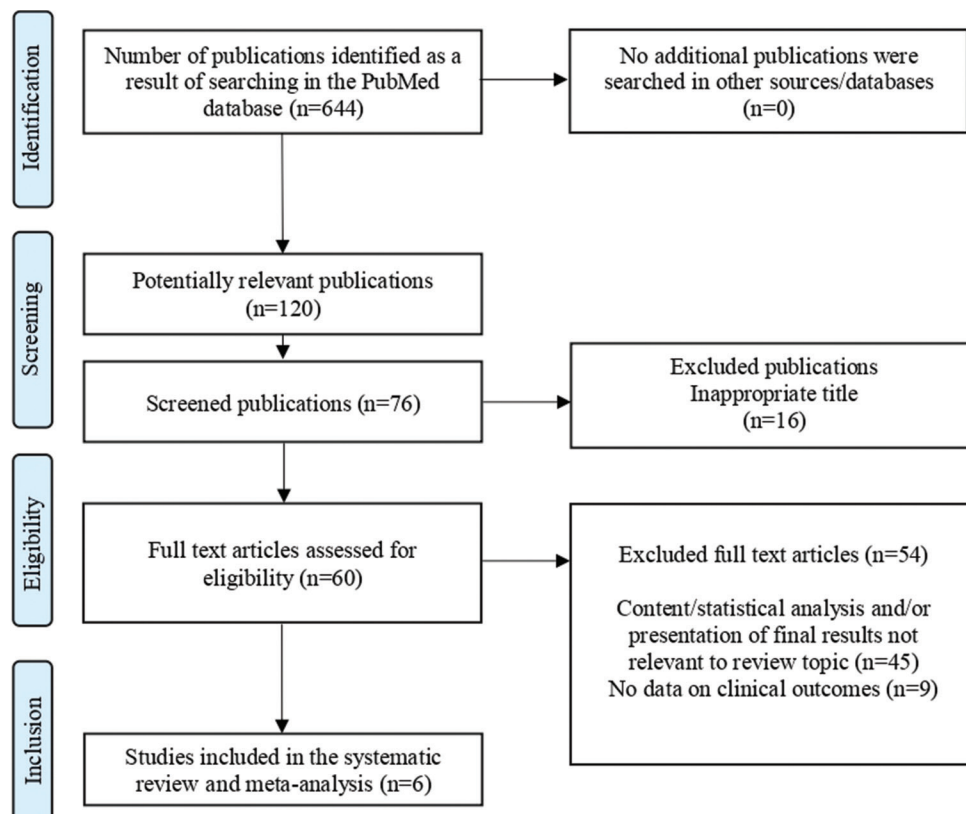 Identification
Number of publications identified as a
result of searching in the PubMed
database (n=644)
No additional publications were
searched in other sources/databases
(n=0)
Screening
Potentially relevant publications
(n=120)
Screened publications (n=76)
Excluded publications
Inappropriate title
(n=16)
Eligibility
Full text articles assessed for
eligibility (n=60)
Excluded full text articles (n=54)
Content/statistical analysis and/or
presentation of final results not
relevant to review topic (n=45)
No data on clinical outcomes (n=9)
Inclusion
Studies included in the systematic
review and meta-analysis (n=6)